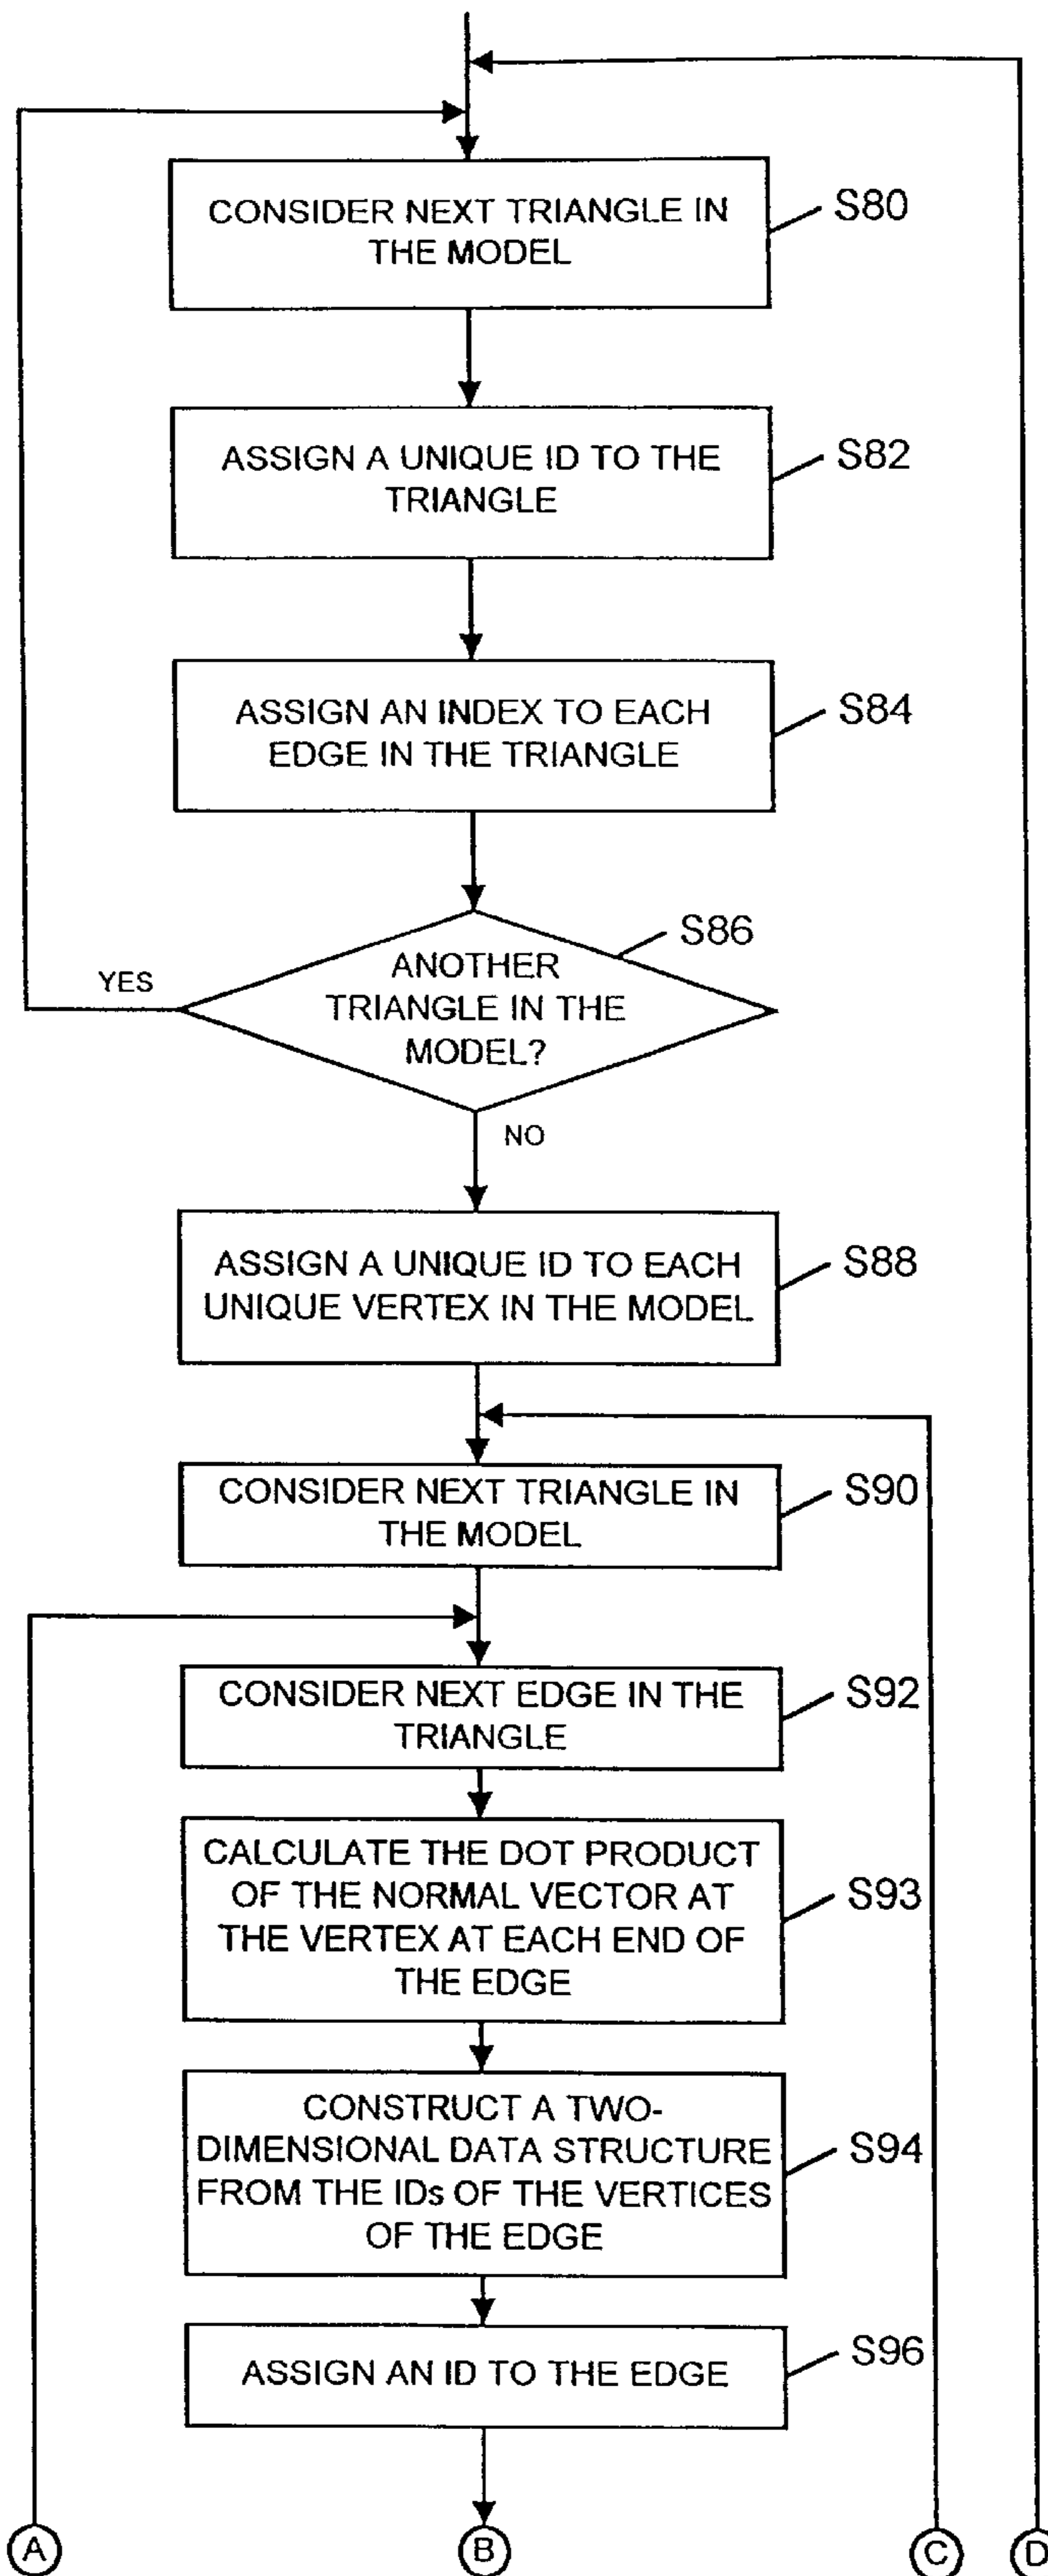 CONSIDER NEXT TRIANGLE IN
THE MODEL
S80
ASSIGN A UNIQUE ID TO THE
TRIANGLE
S82
ASSIGN AN INDEX TO EACH
EDGE IN THE TRIANGLE
S84
S86
ANOTHER
TRIANGLE IN THE
MODEL?
YES
NO
ASSIGN A UNIQUE ID TO EACH
UNIQUE VERTEX IN THE MODEL
S88
CONSIDER NEXT TRIANGLE IN
THE MODEL
S90
CONSIDER NEXT EDGE IN THE
TRIANGLE
S92
CALCULATE THE DOT PRODUCT
OF THE NORMAL VECTOR AT
THE VERTEX AT EACH END OF
THE EDGE
S93
CONSTRUCT A TWO-
DIMENSIONAL DATA STRUCTURE
FROM THE IDs OF THE VERTICES
OF THE EDGE
S94
ASSIGN AN ID TO THE EDGE
S96
A
B
C
D